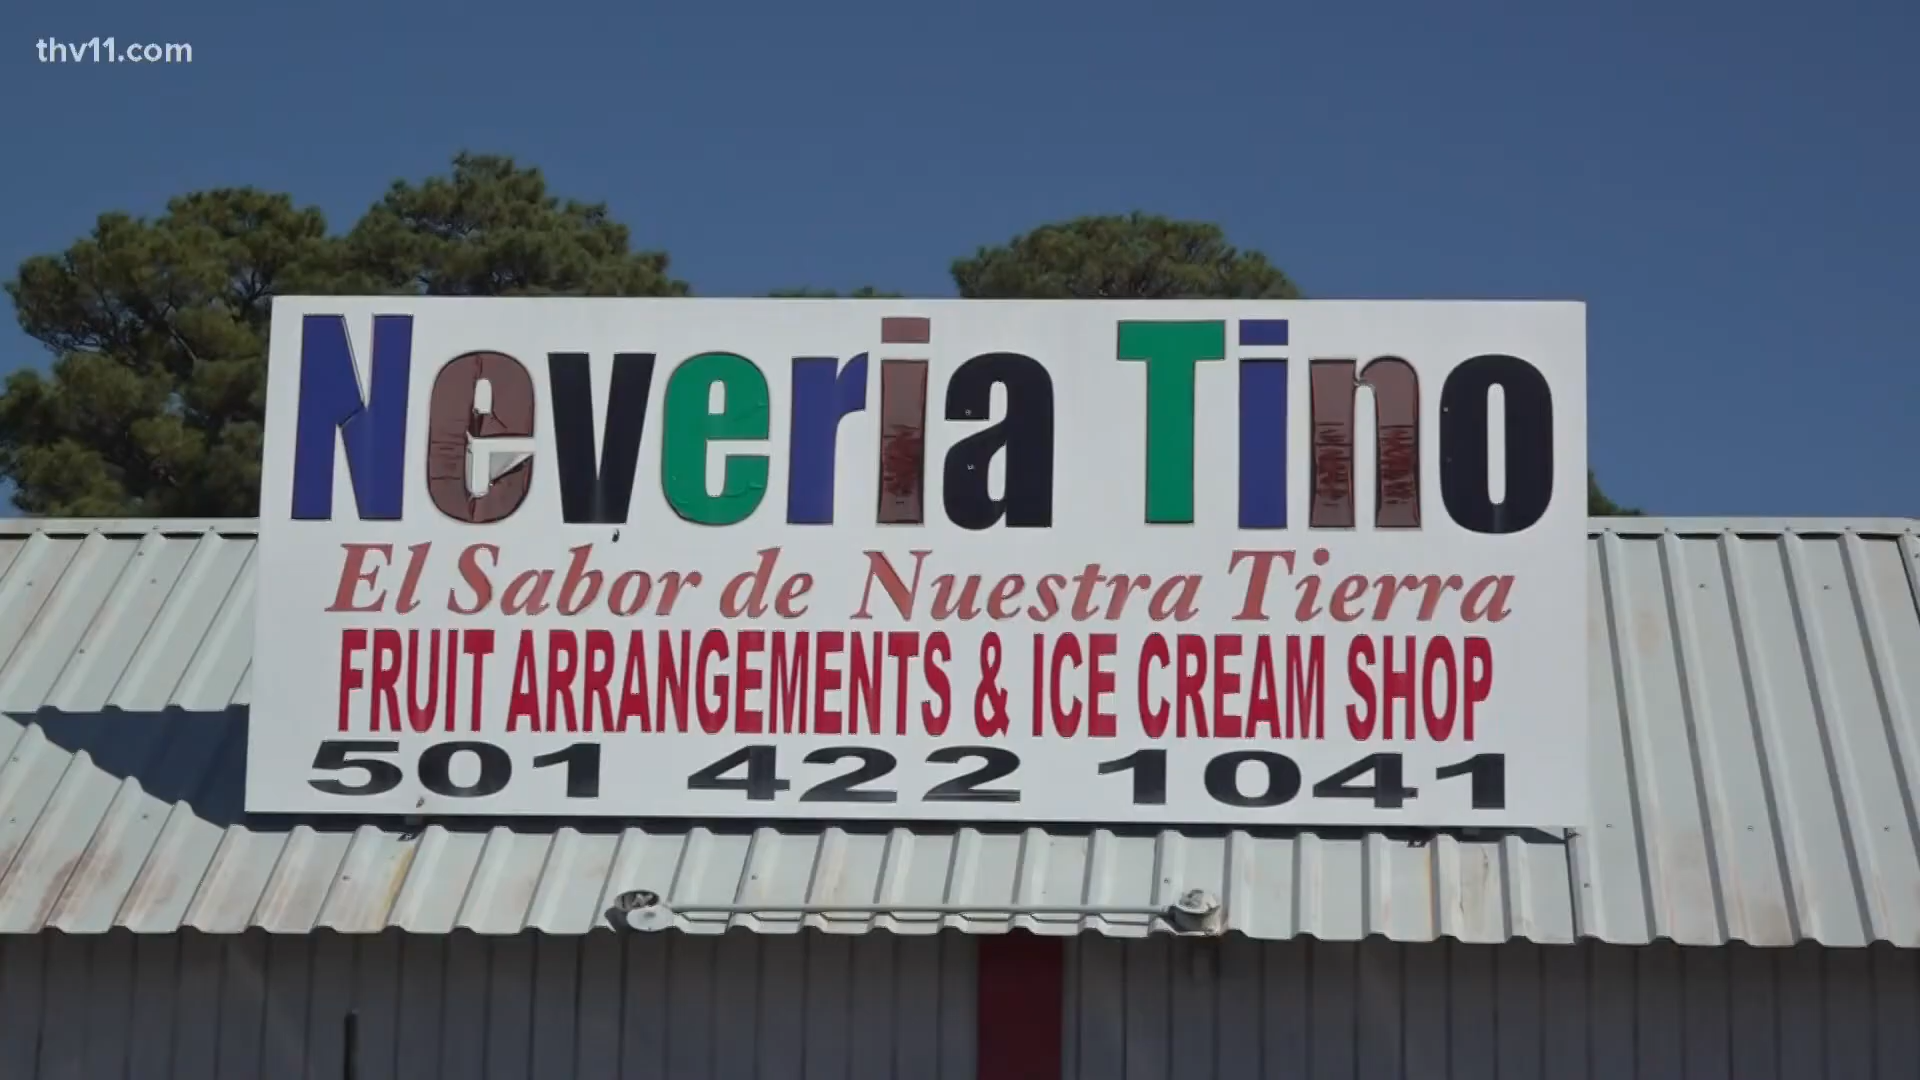 thv11.com
Neveria Tino
El Sabor de Nuestra Tierra
FRUIT ARRANGEMENTS & ICE CREAM SHOP
501 422 1041